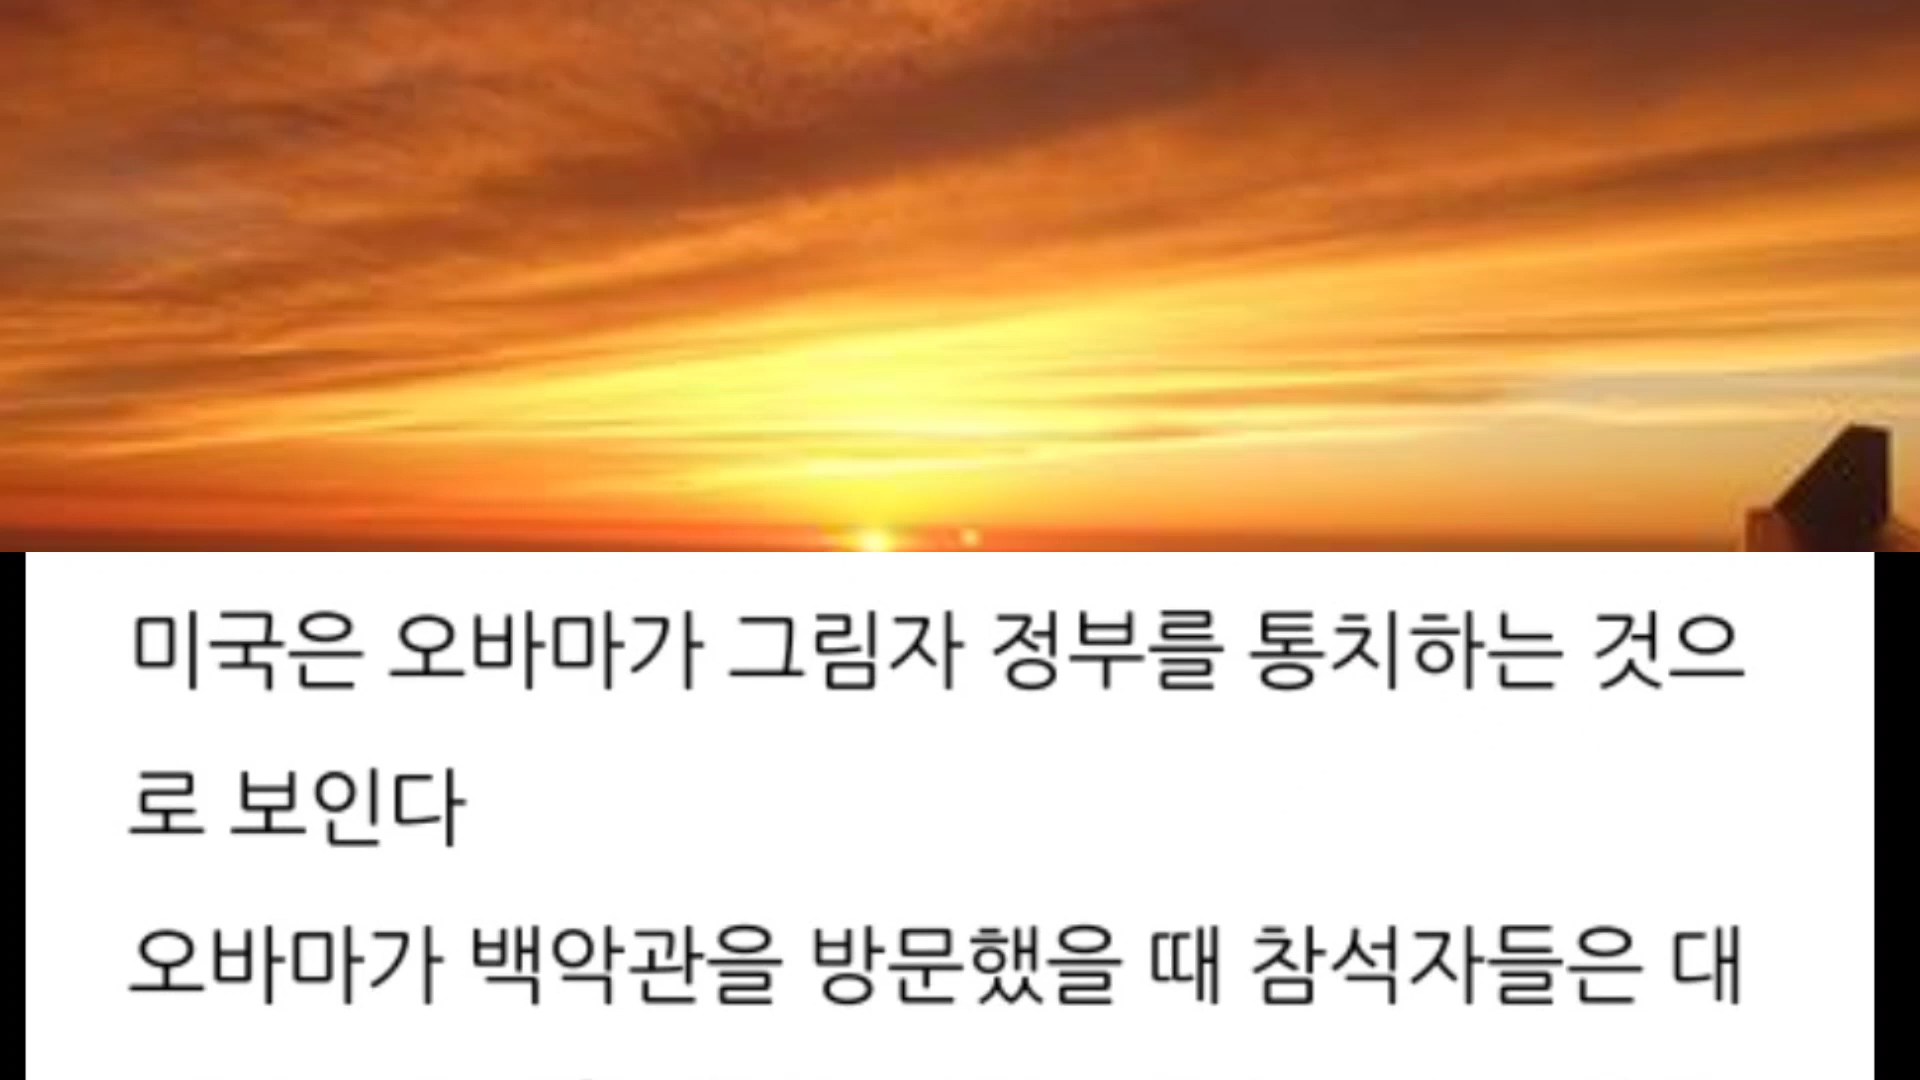 미국은 오바마가 그림자 정부를 통치하는 것으
로 보인다
오바마가 백악관을 방문했을 때 참석자들은 대